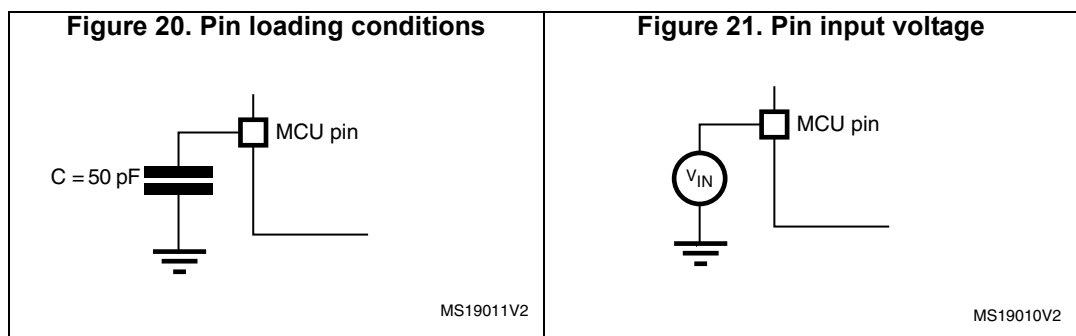 Figure 20. Pin loading conditions
MCU pin
C = 50 pF
MS19011V2
Figure 21. Pin input voltage
MCU pin
VIN
MS19010V2